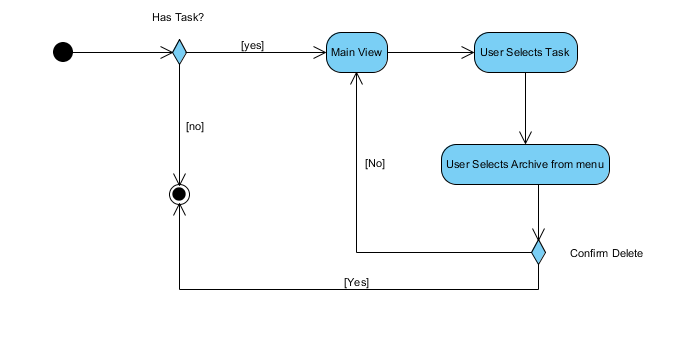 Has Task?
[yes]
Main View
User Selects Task
[no]
User Selects Archive from menu
[No]
Confirm Delete
[Yes]